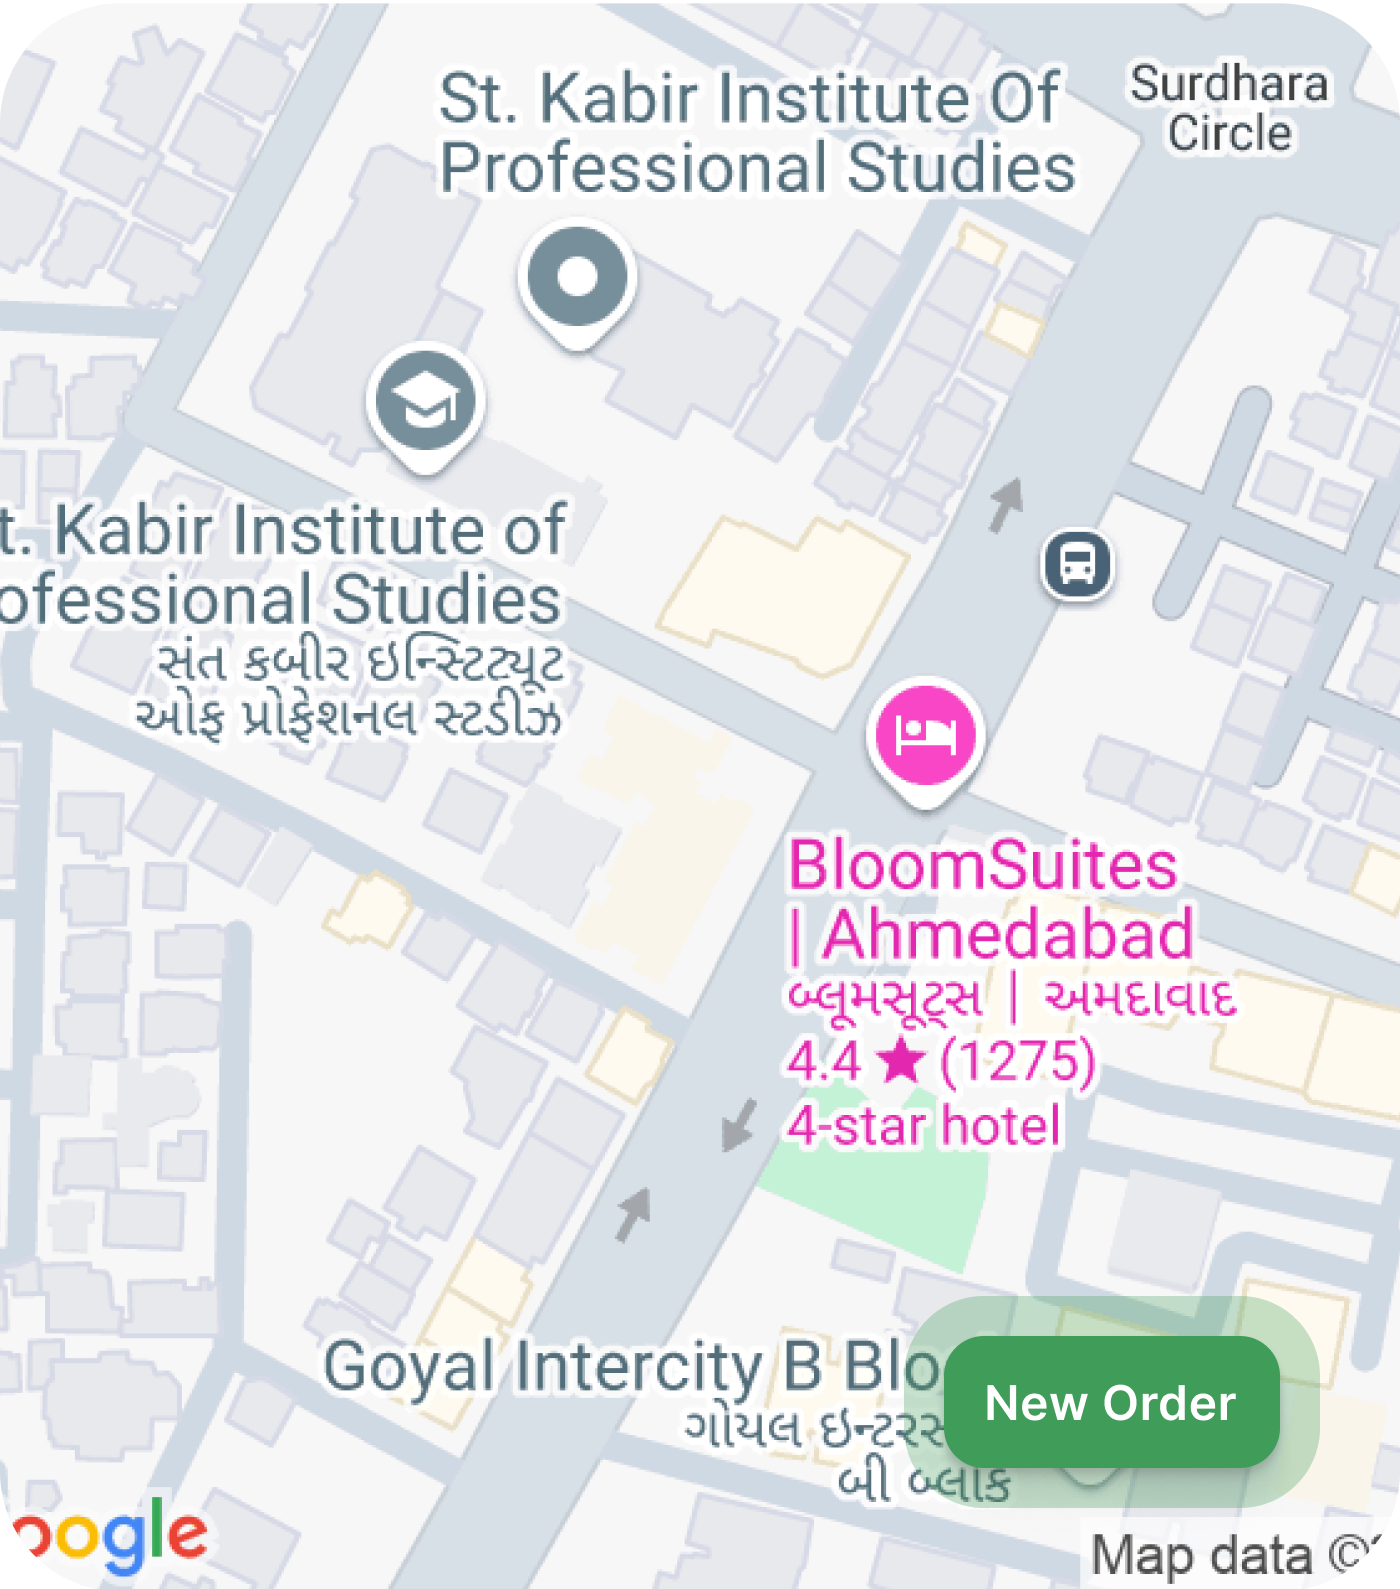 St. Kabir Institute Of
Professional Studies
Surdhara
Circle
t. Kabir Institute of
ofessional Studies
સંત કબીર ઇન્સ્ટિટ્યૂટ
ઓફ પ્રોફેશનલ સ્ટડીઝ
BloomSuites
| Ahmedabad
બ્લૂમસૂટ્સ | અમદાવાદ
4.4 ★ (1275)
4-star hotel
Goyal Intercity B Blo
ગોયલ ઇન્ટરસ
બી બ્લોક
New Order
oogle
Map data ©